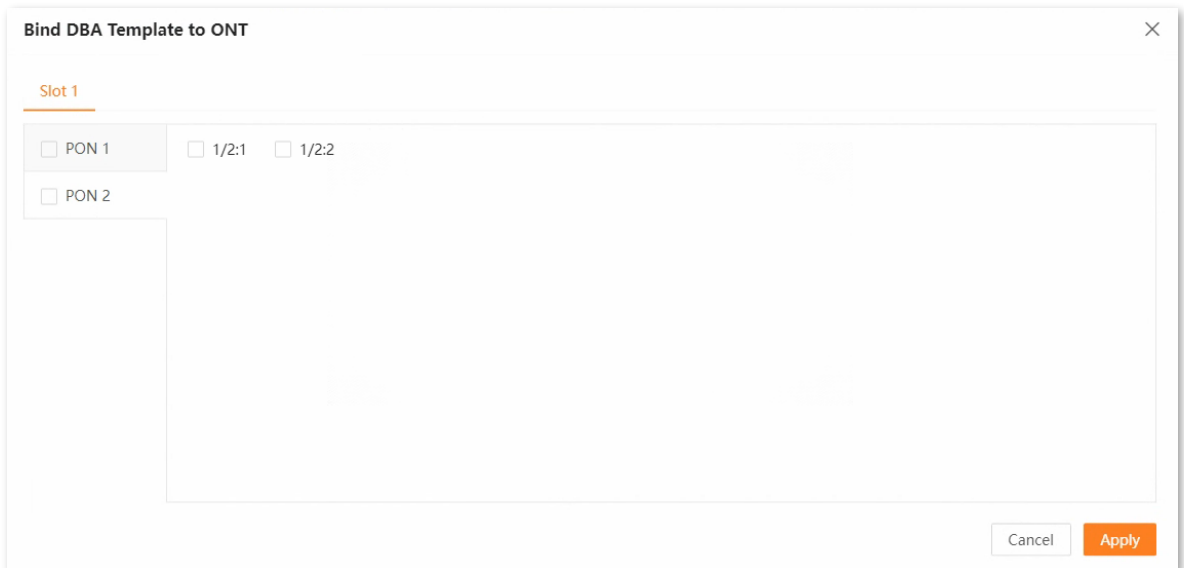 Bind DBA Template to ONT
Slot 1
PON 1
1/2:1 1/2:2
PON 2
Cancel Apply